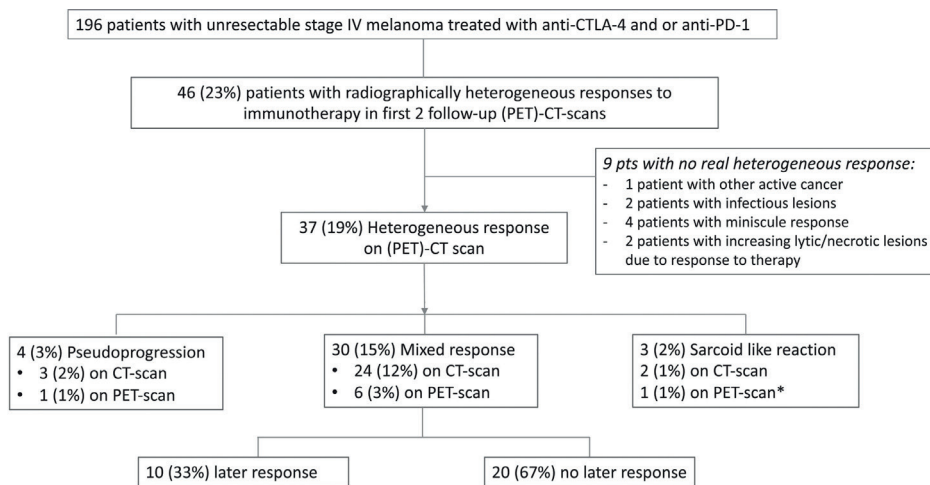 196 patients with unresectable stage IV melanoma treated with anti-CTLA-4 and or anti-PD-1
46 (23%) patients with radiographically heterogeneous responses to
immunotherapy in first 2 follow-up (PET)-CT-scans
9 pts with no real heterogeneous response:
- 1 patient with other active cancer
- 2 patients with infectious lesions
- 4 patients with miniscule response
- 2 patients with increasing lytic/necrotic lesions
due to response to therapy
37 (19%) Heterogeneous response
on (PET)-CT scan
4 (3%) Pseudoprogression
• 3 (2%) on CT-scan
• 1 (1%) on PET-scan
30 (15%) Mixed response
• 24 (12%) on CT-scan
• 6 (3%) on PET-scan
3 (2%) Sarcoid like reaction
2 (1%) on CT-scan
1 (1%) on PET-scan*
10 (33%) later response
20 (67%) no later response